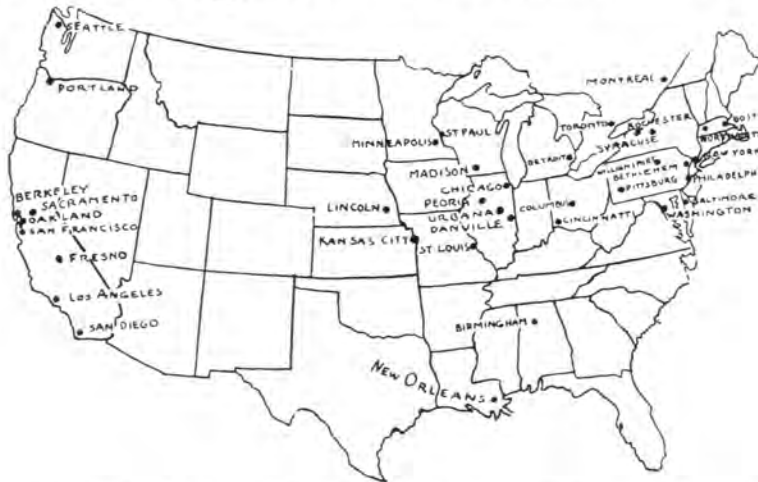 SEATTLE
PORTLAND
MONTREAL
MINNEAPOLIS
ST PAUL
TORONTO
ROCHESTER
SYRACUSE
MADISON
DETROIT
NEW YORK
BETHLEHEM
CHICAGO
PITTSBURG
PHILADELPH
BERKELEY
SACRAMENTO
OAKLAND
SAN FRANCISCO
PEORIA
LINCOLN
URBANA
COLUMBUS
BALTIMORE
DANVILLE
CINCINNATTI
WASHINGTON
KANSAS CITY
ST LOUIS
FRESNO
LOS ANGELES
SAN DIEGO
BIRMINGHAM
NEW ORLEANS